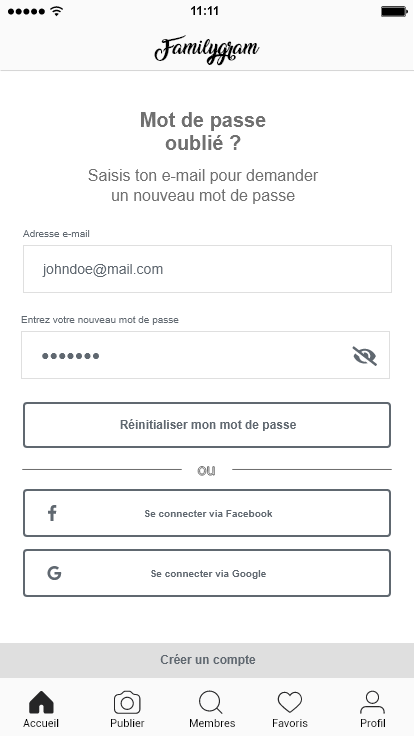 11:11
Familygram
Mot de passe
oublié ?
Saisis ton e-mail pour demander
un nouveau mot de passe
Adresse e-mail
johndoe@mail.com
Entrez votre nouveau mot de passe
Réinitialiser mon mot de passe
ou
Se connecter via Facebook
Se connecter via Google
Créer un compte
Accueil Publier Membres Favoris Profil